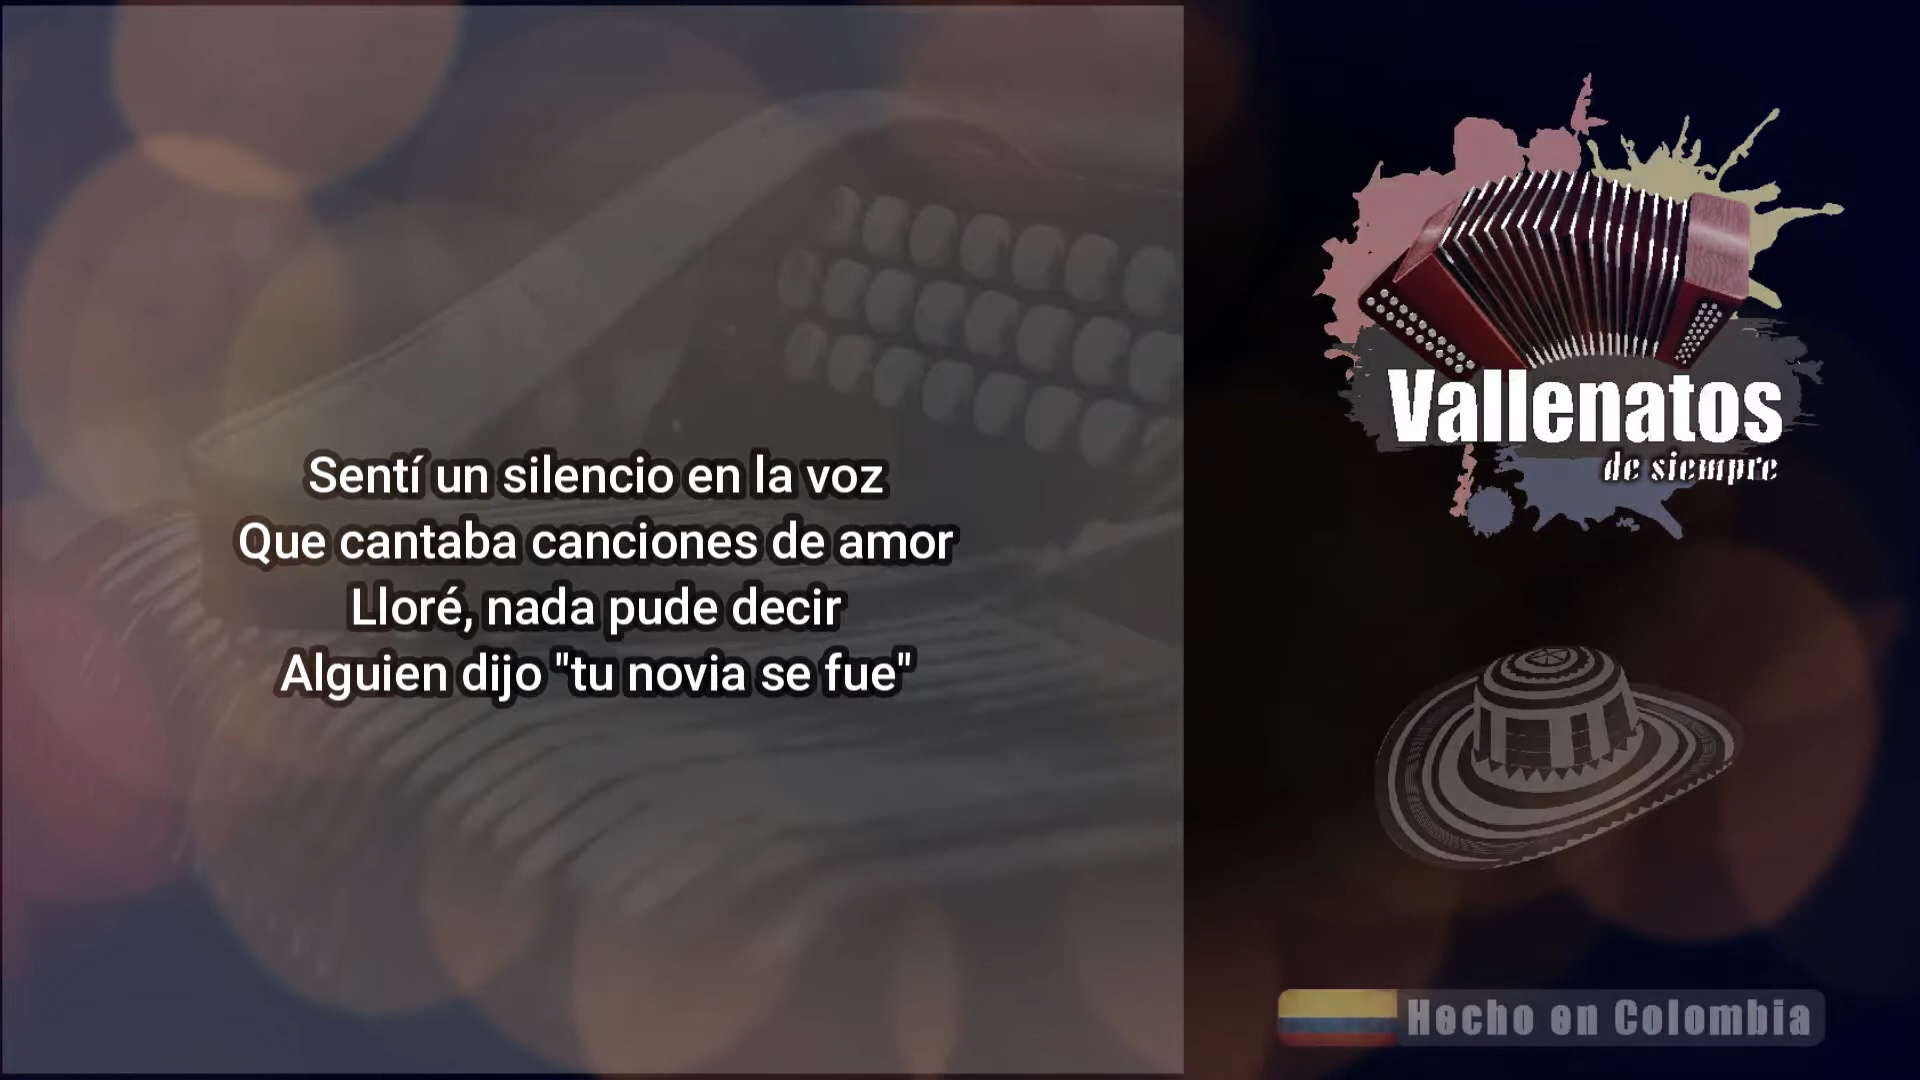 Sentí un silencio en la voz
Que cantaba canciones de amor
Lloré, nada pude decir
Alguien dijo "tu novia se fue"
Vallenatos
de siempre
Hecho en Colombia